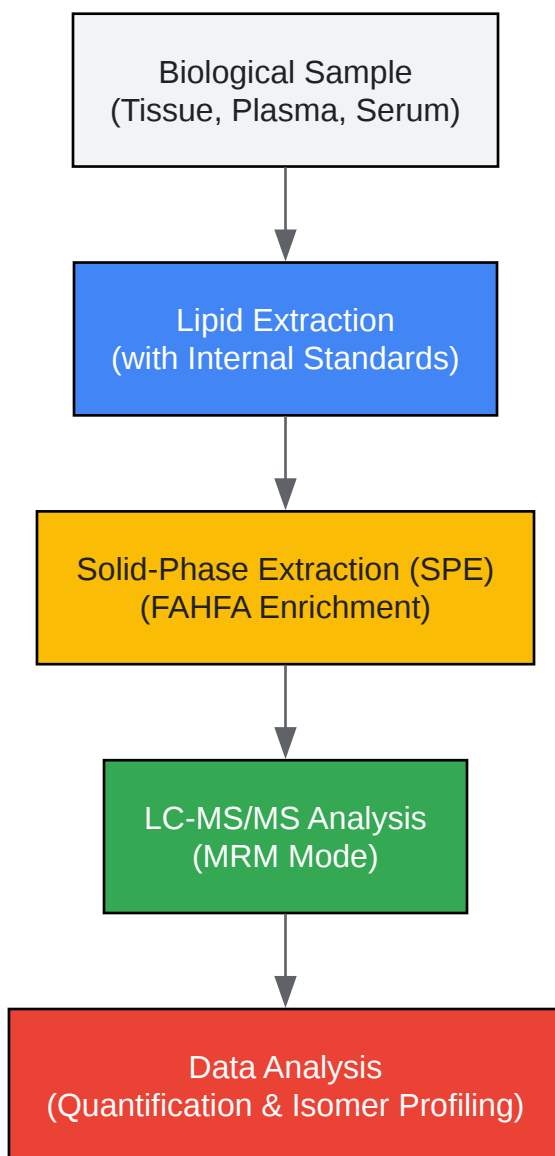 Biological Sample
(Tissue, Plasma, Serum)
Lipid Extraction
(with Internal Standards)
Solid-Phase Extraction (SPE)
(FAHFA Enrichment)
LC-MS/MS Analysis
(MRM Mode)
Data Analysis
(Quantification & Isomer Profiling)